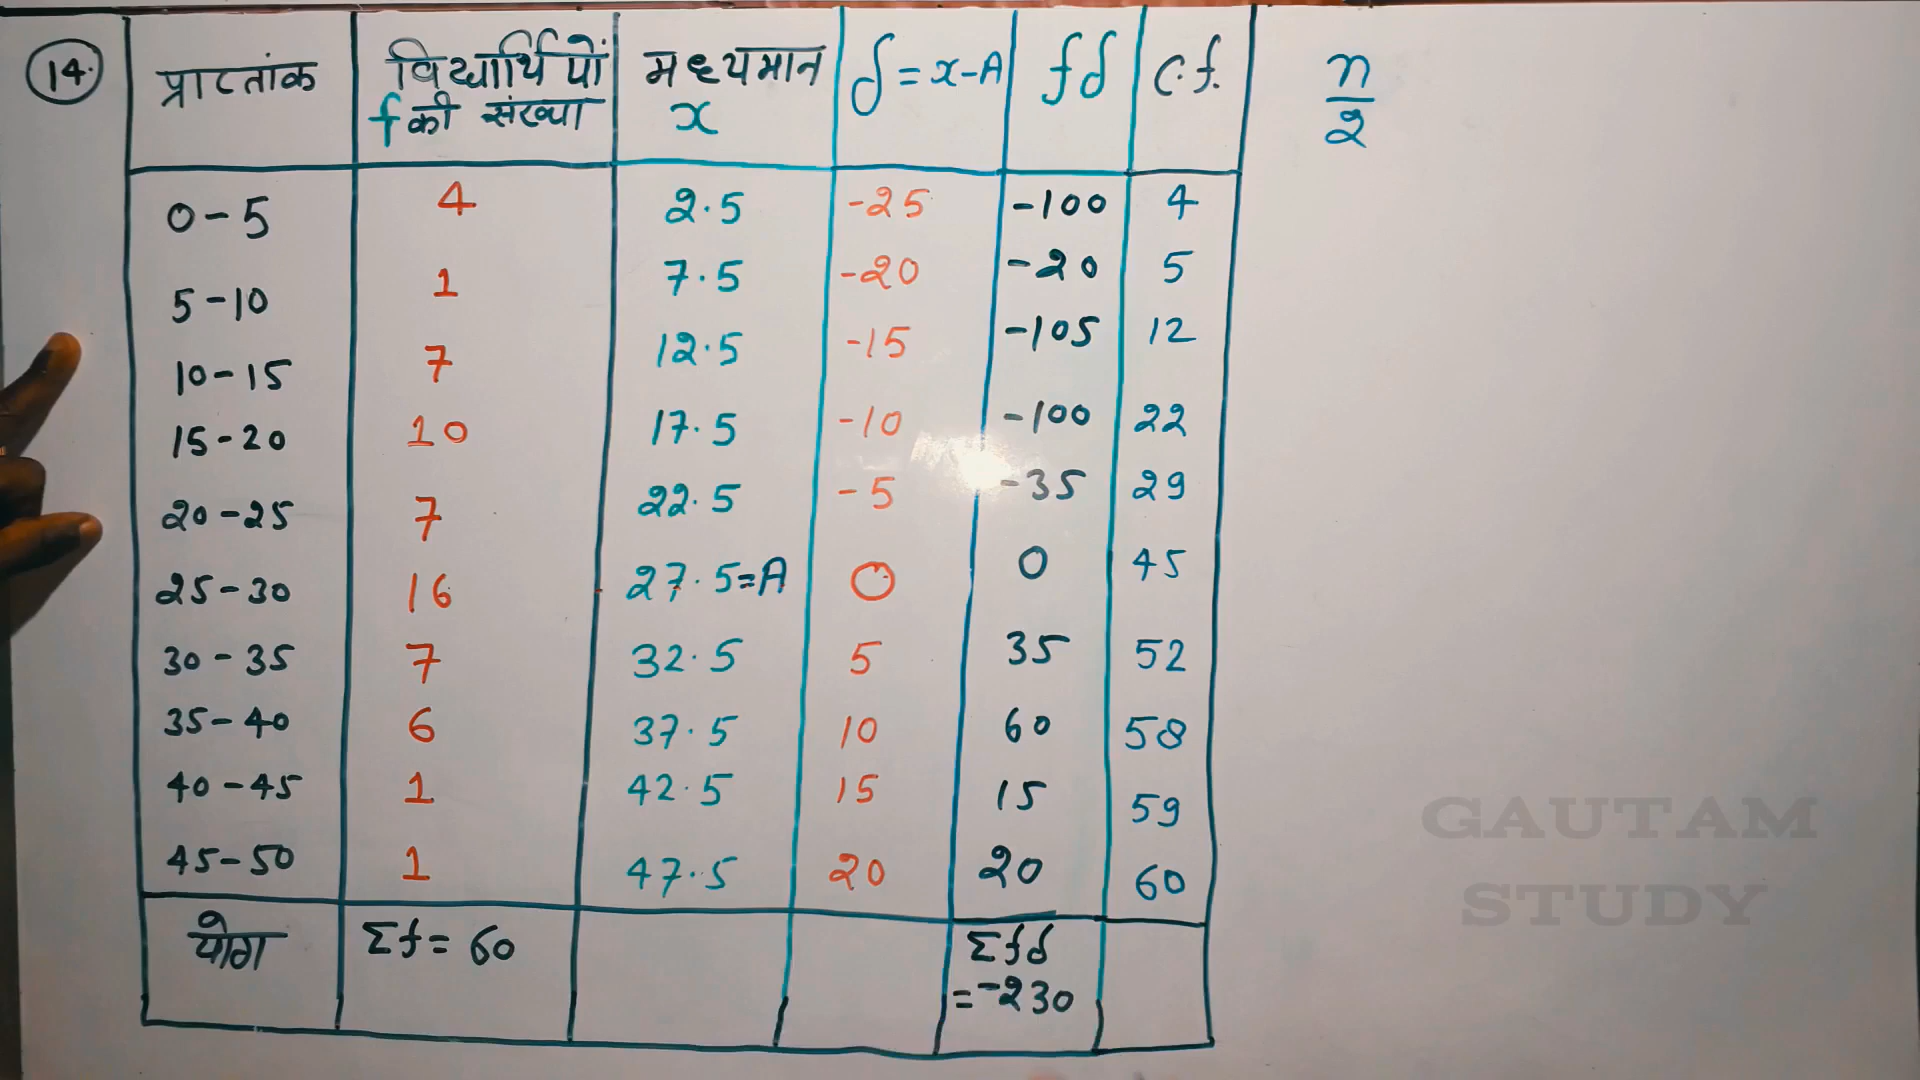 14.
प्राप्तांक | विद्यार्थियों f की संख्या | मध्यमान x | d = x-A | fd | c.f.
n/2
0-5 | 4 | 2.5 | -25 | -100 | 4
5-10 | 1 | 7.5 | -20 | -20 | 5
10-15 | 7 | 12.5 | -15 | -105 | 12
15-20 | 10 | 17.5 | -10 | -100 | 22
20-25 | 7 | 22.5 | -5 | -35 | 29
25-30 | 16 | 27.5=A | 0 | 0 | 45
30-35 | 7 | 32.5 | 5 | 35 | 52
35-40 | 6 | 37.5 | 10 | 60 | 58
40-45 | 1 | 42.5 | 15 | 15 | 59
45-50 | 1 | 47.5 | 20 | 20 | 60
योग | Σf = 60 | Σfd = -230
GAUTAM
STUDY